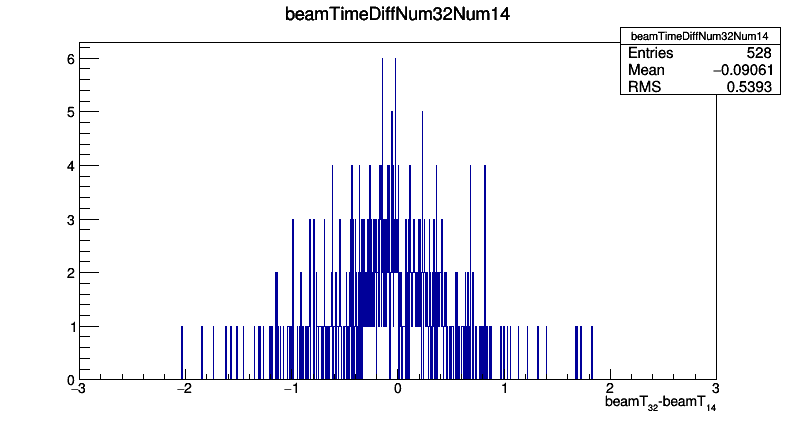 beamTimeDiffNum32Num14
beamTimeDiffNum32Num14
Entries 528
Mean −0.09061
RMS 0.5393
6
5
4
3
2
1
0
−3 −2 −1 0 1 2 3
beamT32-beamT14